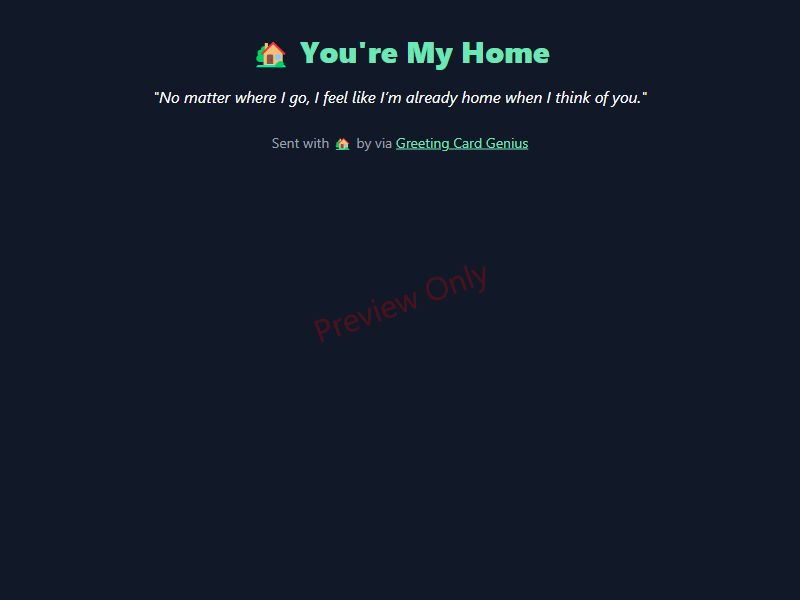 🏡 You're My Home
"No matter where I go, I feel like I’m already home when I think of you."
Sent with 🏡 by via Greeting Card Genius
Preview Only